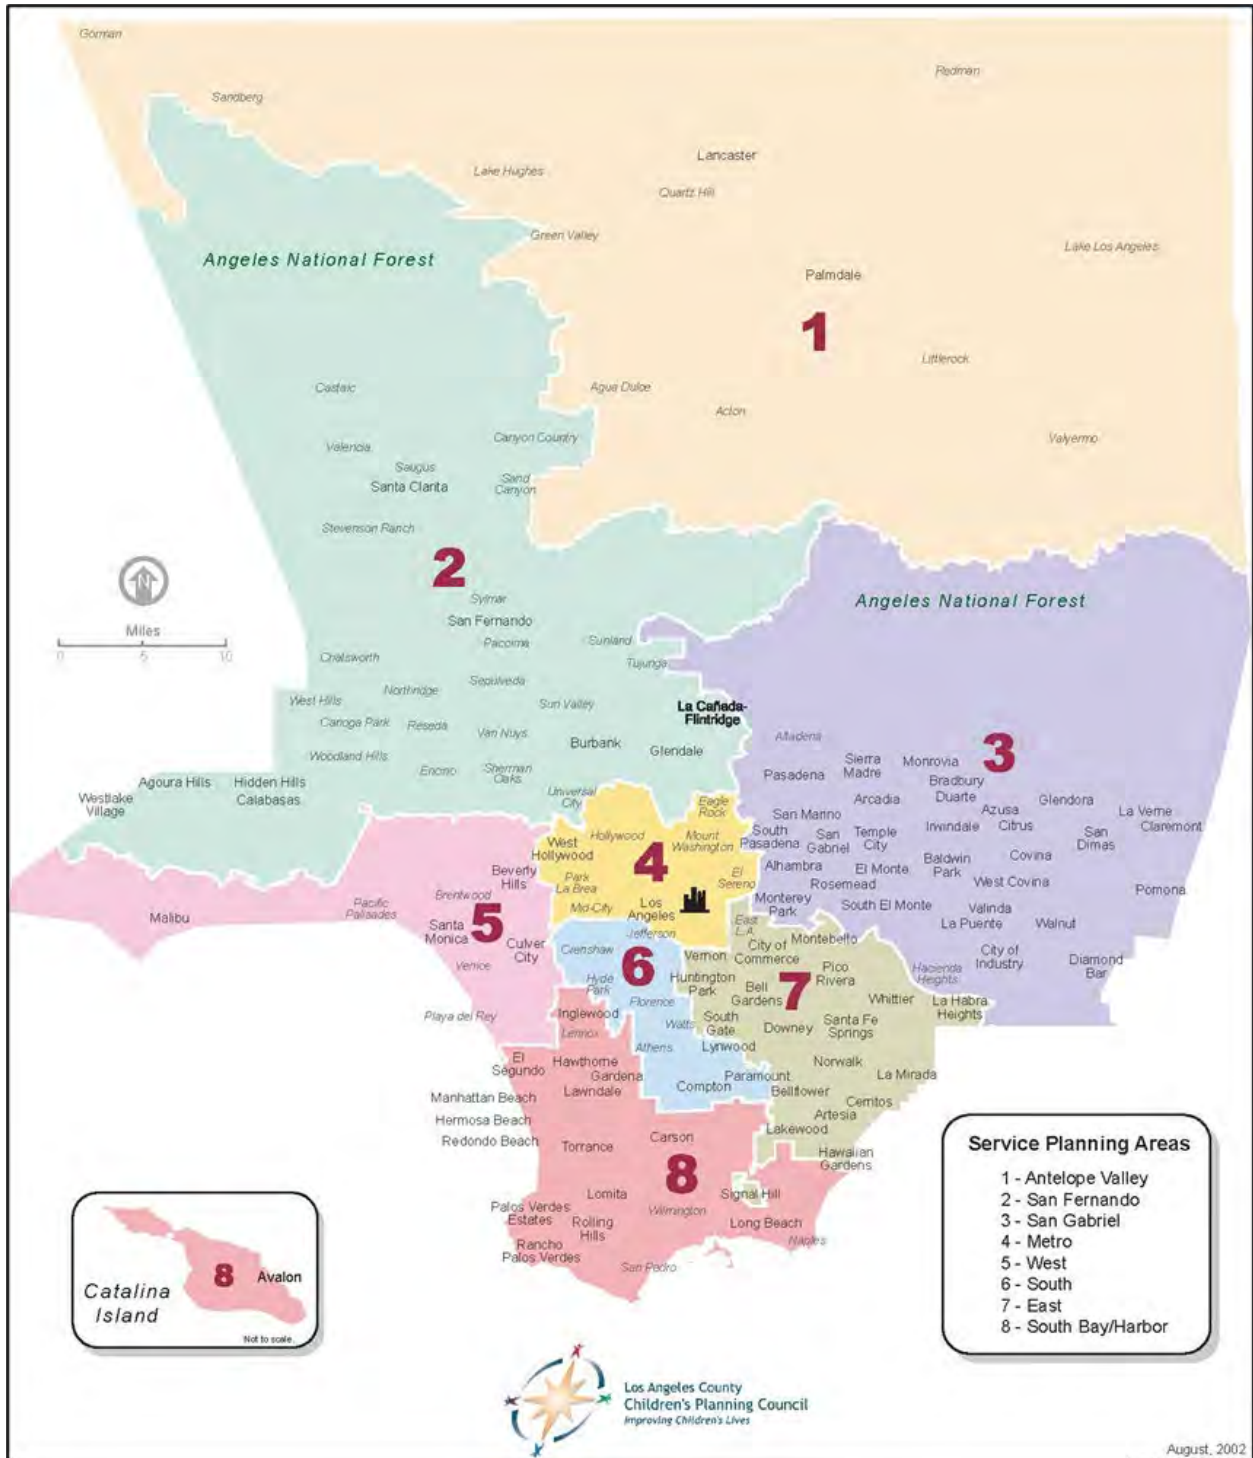 Gorman
Redman
Sandberg
Lancaster
Lake Hughes
Quartz Hill
Green Valley
Lake Los Angeles
Angeles National Forest
Palmdale
1
Littlerock
Castaic
Agua Dulce
Acton
Canyon Country
Valyermo
Valencia
Saugus
Santa Clarita
Sand
Canyon
Stevenson Ranch
2
N
Miles
0 5 10
Sylmar
San Fernando
Pacoima
Sunland
Tujunga
Angeles National Forest
Chatsworth
Northridge
Sepulveda
West Hills
Sun Valley
La Cañada-
Flintridge
Canoga Park
Reseda
Van Nuys
Burbank
Glendale
Altadena
3
Woodland Hills
Encino
Sherman
Oaks
Agoura Hills
Hidden Hills
Calabasas
Westlake
Village
Universal
City
Eagle
Rock
Pasadena
Sierra
Madre
Monrovia
Bradbury
Duarte
Arcadia
Azusa
Citrus
Glendora
La Verne
Claremont
San Marino
South
Pasadena
San
Gabriel
Temple
City
Irwindale
San
Dimas
West
Hollywood
Hollywood
Mount
Washington
4
Beverly
Hills
Park
La Brea
El
Sereno
Alhambra
El Monte
Baldwin
Park
Covina
Rosemead
West Covina
Pomona
Malibu
Pacific
Palisades
Brentwood
5
Mid-City
Los
Angeles
Monterey
Park
South El Monte
Valinda
La Puente
Walnut
Santa
Monica
Culver
City
Jefferson
East
L.A.
Montebello
City of
Commerce
Crenshaw
6
Vernon
Venice
Hyde
Park
Huntington
Park
Bell
Gardens
7
Pico
Rivera
Hacienda
Heights
City of
Industry
Diamond
Bar
Whittier
La Habra
Heights
Florence
Playa del Rey
Inglewood
Lennox
Watts
South
Gate
Downey
Santa Fe
Springs
Athens
Lynwood
El
Segundo
Hawthorne
Gardena
Lawndale
Norwalk
La Mirada
Compton
Paramount
Bellflower
Manhattan Beach
Cerritos
Artesia
Hermosa Beach
Redondo Beach
Lakewood
Torrance
Carson
Hawaiian
Gardens
8
Lomita
Signal Hill
Palos Verdes
Estates
Rolling
Hills
Wilmington
Long Beach
Naples
Rancho
Palos Verdes
San Pedro
Service Planning Areas
1 - Antelope Valley
2 - San Fernando
3 - San Gabriel
4 - Metro
5 - West
6 - South
7 - East
8 - South Bay/Harbor
8
Avalon
Catalina
Island
Not to scale.
Los Angeles County
Children's Planning Council
Improving Children's Lives
August, 2002